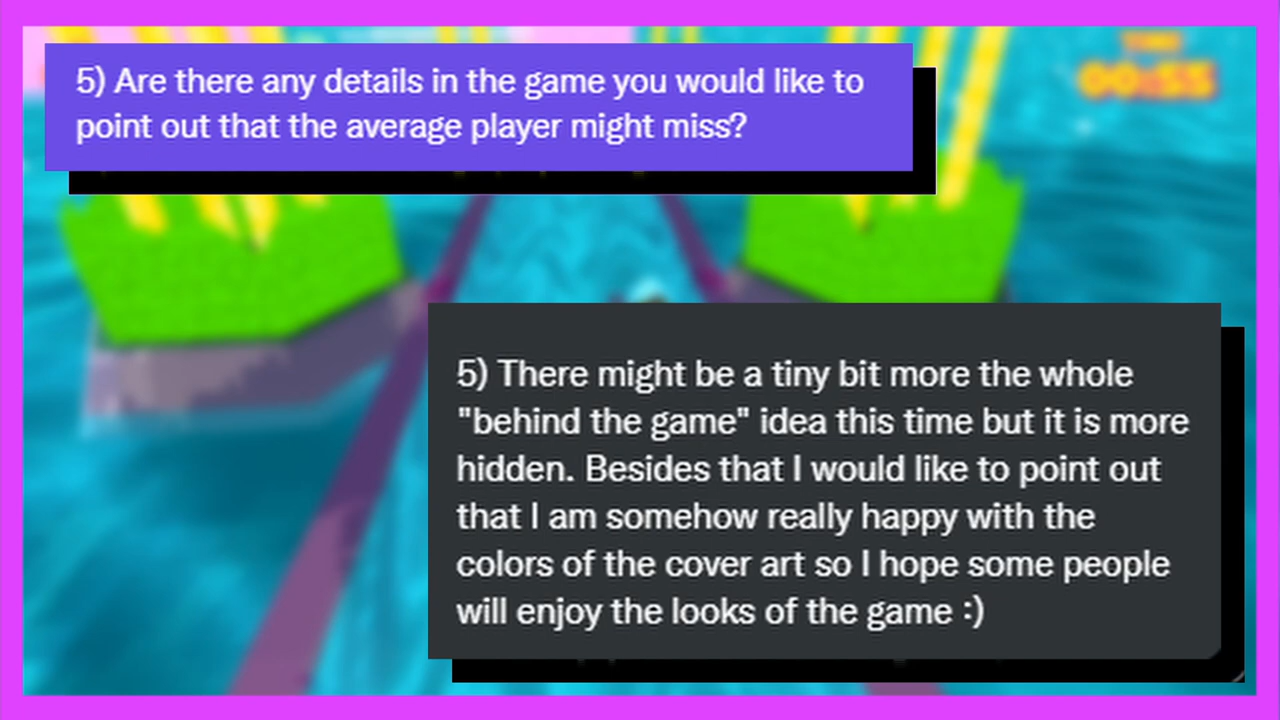 TIME
00:55
5) Are there any details in the game you would like to
point out that the average player might miss?
5) There might be a tiny bit more the whole
"behind the game" idea this time but it is more
hidden. Besides that I would like to point out
that I am somehow really happy with the
colors of the cover art so I hope some people
will enjoy the looks of the game :)